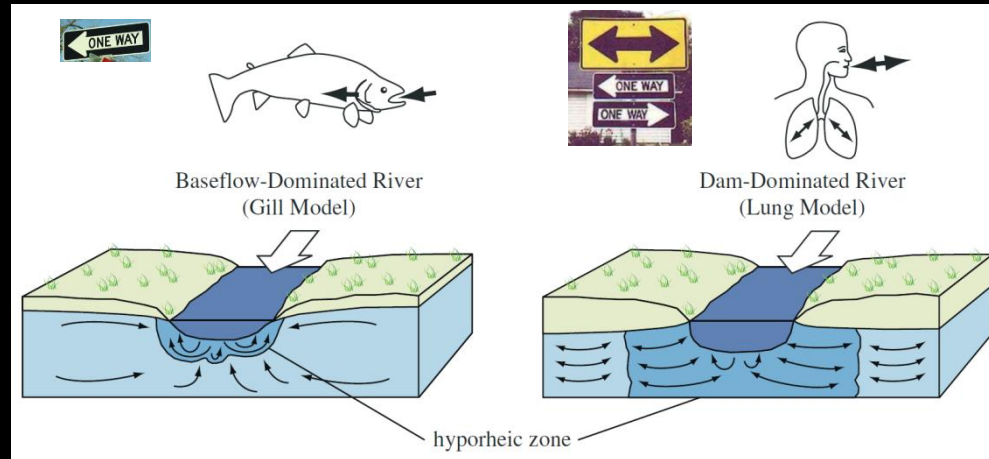 ONE WAY
ONE WAY
ONE WAY
Baseflow-Dominated River
(Gill Model)
Dam-Dominated River
(Lung Model)
hyporheic zone